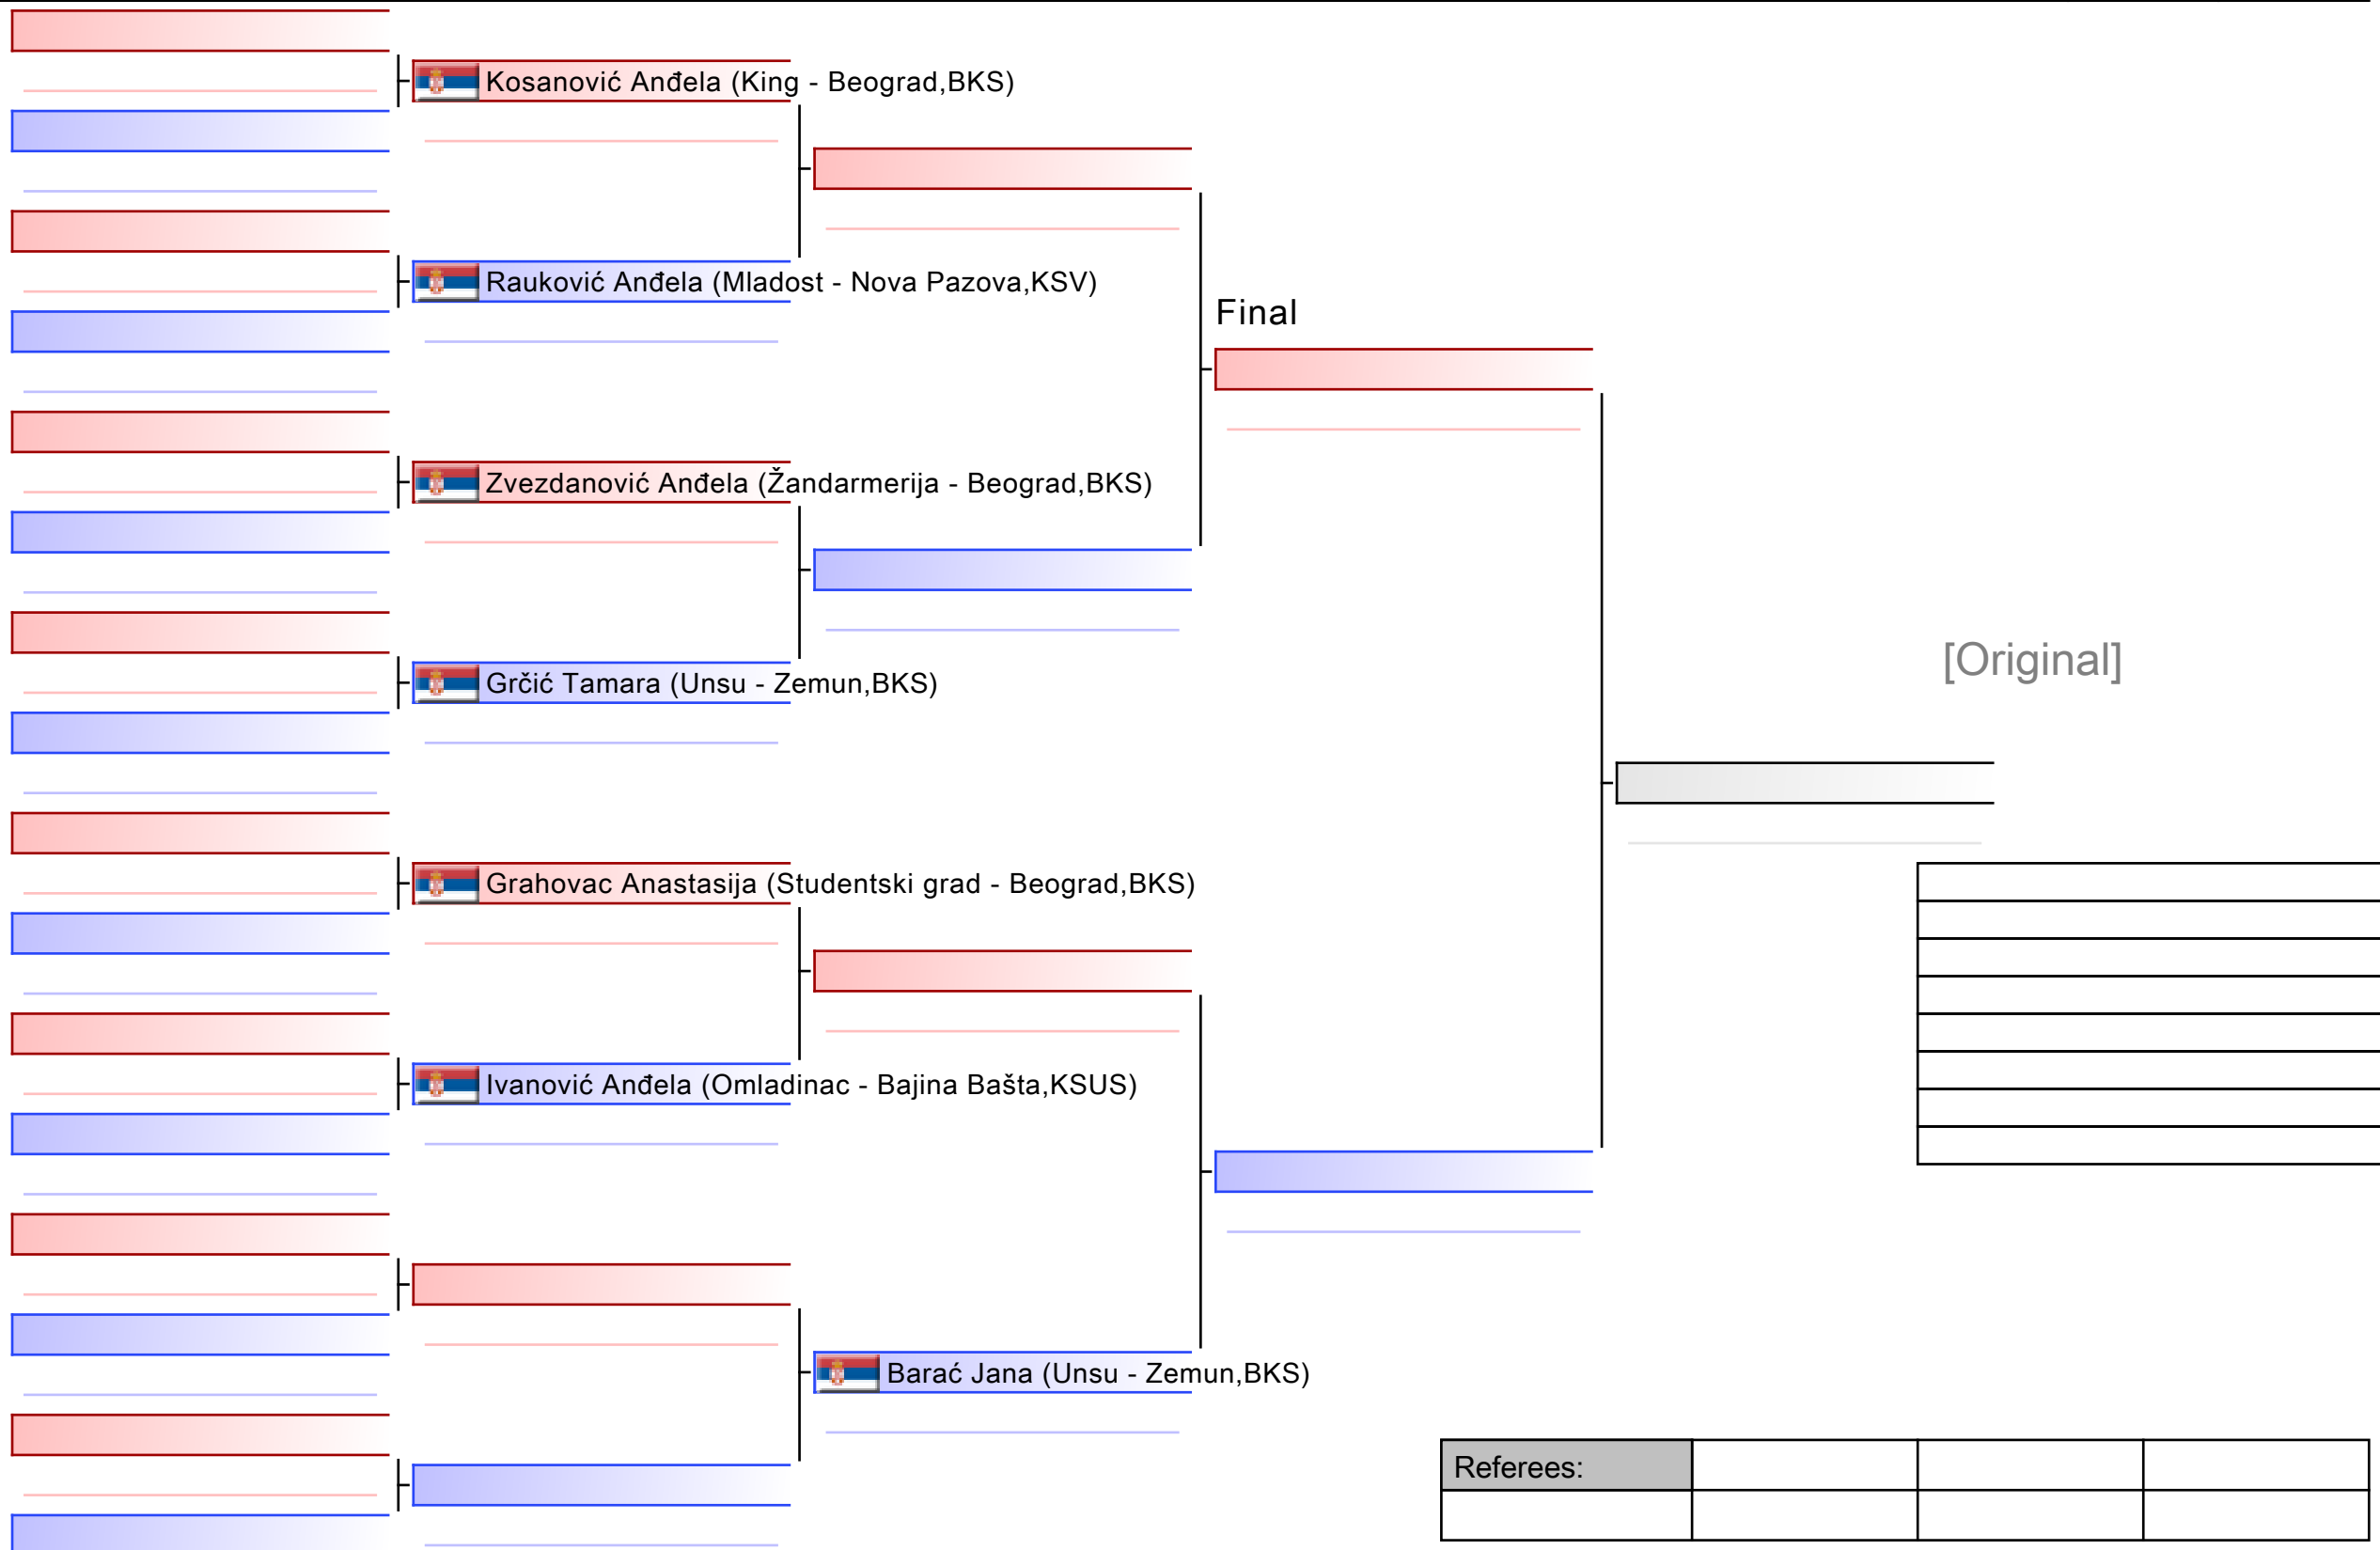 Kosanović Anđela (King - Beograd,BKS)
Rauković Anđela (Mladost - Nova Pazova,KSV)
Final
Zvezdanović Anđela (Žandarmerija - Beograd,BKS)
[Original]
Grčić Tamara (Unsu - Zemun,BKS)
Grahovac Anastasija (Studentski grad - Beograd,BKS)
Ivanović Anđela (Omladinac - Bajina Bašta,KSUS)
Barać Jana (Unsu - Zemun,BKS)
Referees: